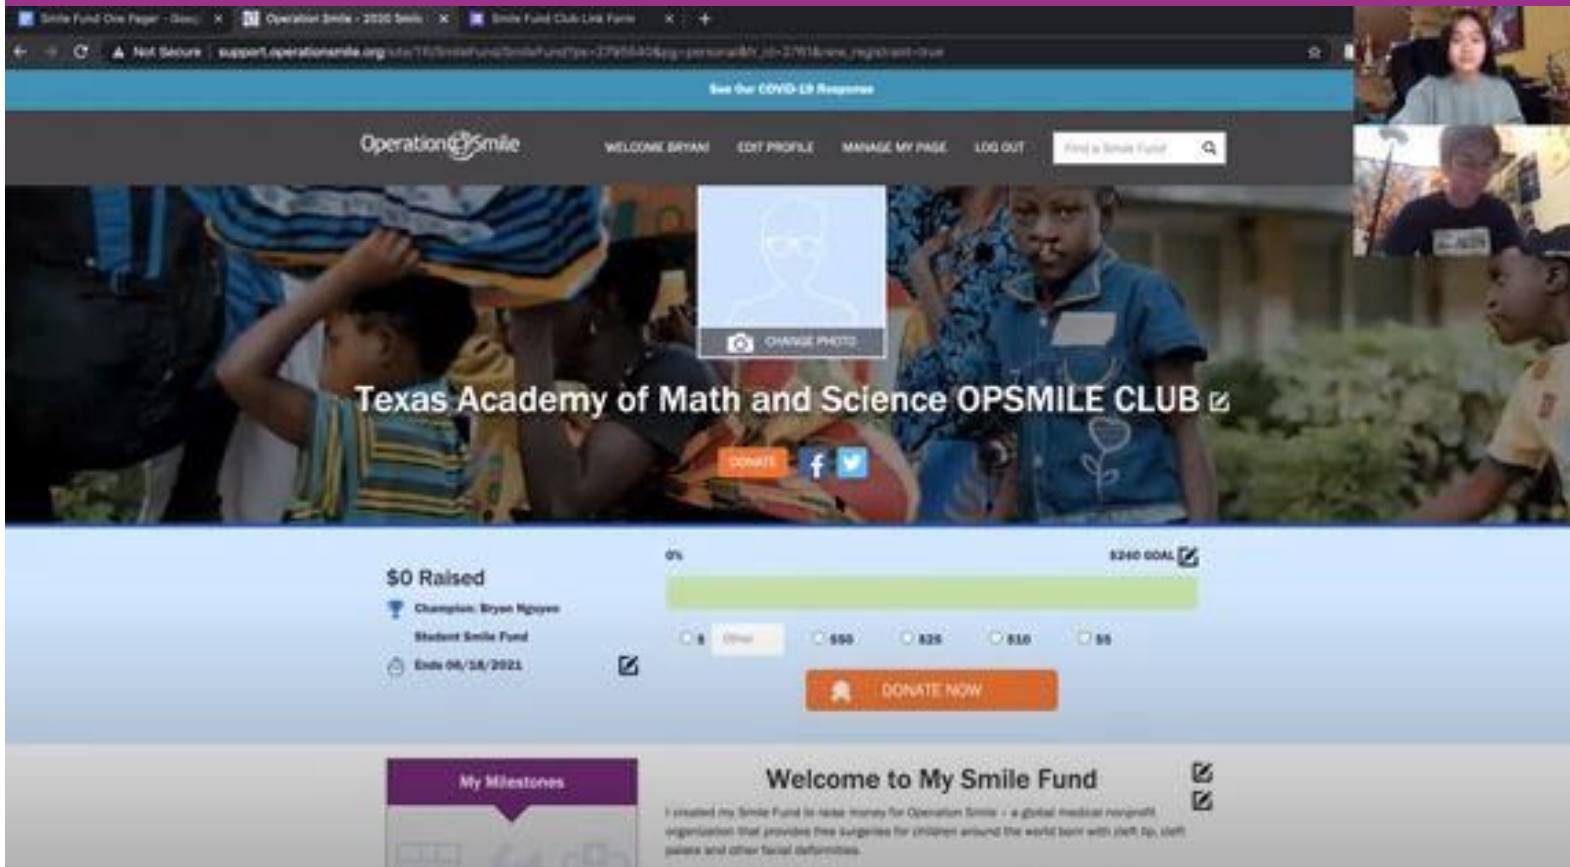 Smile Fund One Pager - Goog
Operation Smile - 2020 Smile
Smile Fund Club Link Form
Not Secure
support.operationsmile.org
See Our COVID-19 Response
Operation Smile
WELCOME BRYAN!
EDIT PROFILE
MANAGE MY PAGE
LOG OUT
Find a Smile Fund
CHANGE PHOTO
Texas Academy of Math and Science OPSMILE CLUB
DONATE
0%
$240 GOAL
$0 Raised
Champion: Bryan Nguyen
Student Smile Fund
Ends 06/18/2021
$ Other $50 $25 $10 $5
DONATE NOW
My Milestones
Welcome to My Smile Fund
I created my Smile Fund to raise money for Operation Smile – a global medical nonprofit
organization that provides free surgeries for children around the world born with cleft lip, cleft
palate and other facial deformities.